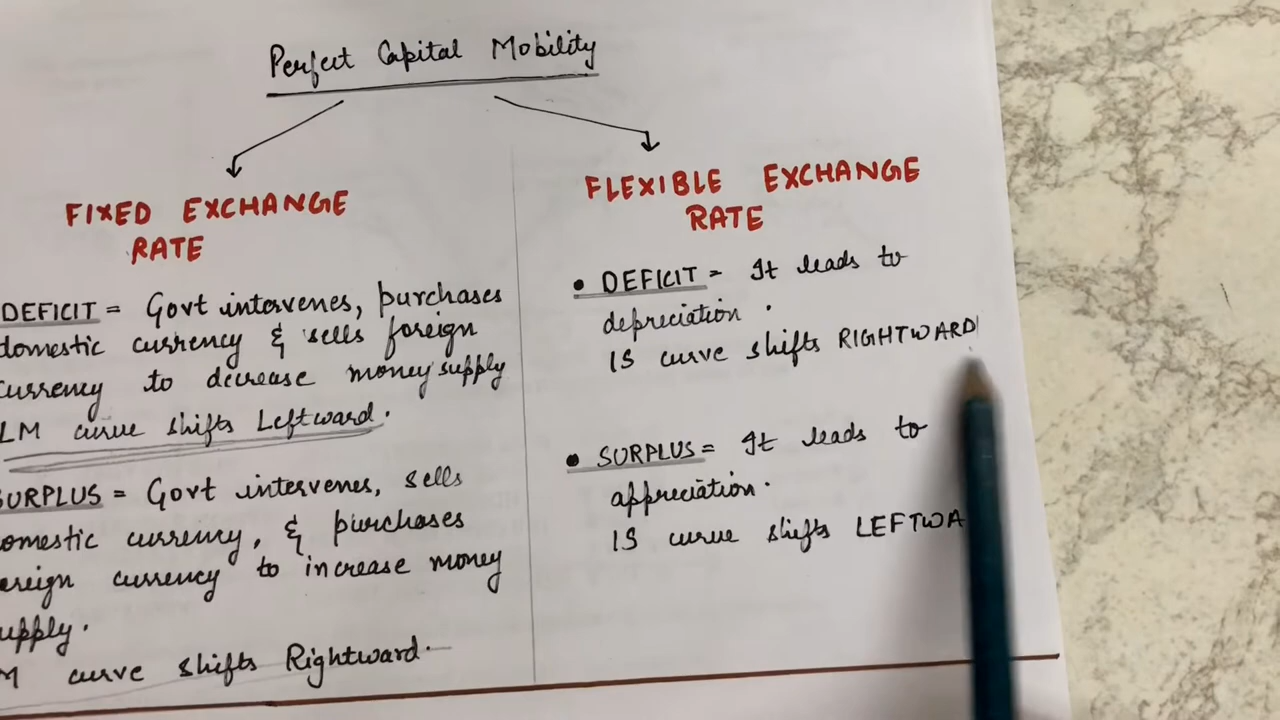 Perfect Capital Mobility
FIXED EXCHANGE
RATE
DEFICIT = Govt intervenes, purchases
domestic currency & sells foreign
currency to decrease money supply
LM curve shifts Leftward.
SURPLUS = Govt intervenes, sells
omestic currency, & purchases
oreign currency to increase money
upply.
M curve shifts Rightward.
FLEXIBLE EXCHANGE
RATE
• DEFICIT = It leads to
depreciation.
IS curve shifts RIGHTWARD
• SURPLUS = It leads to
appreciation.
IS curve shifts LEFTWA